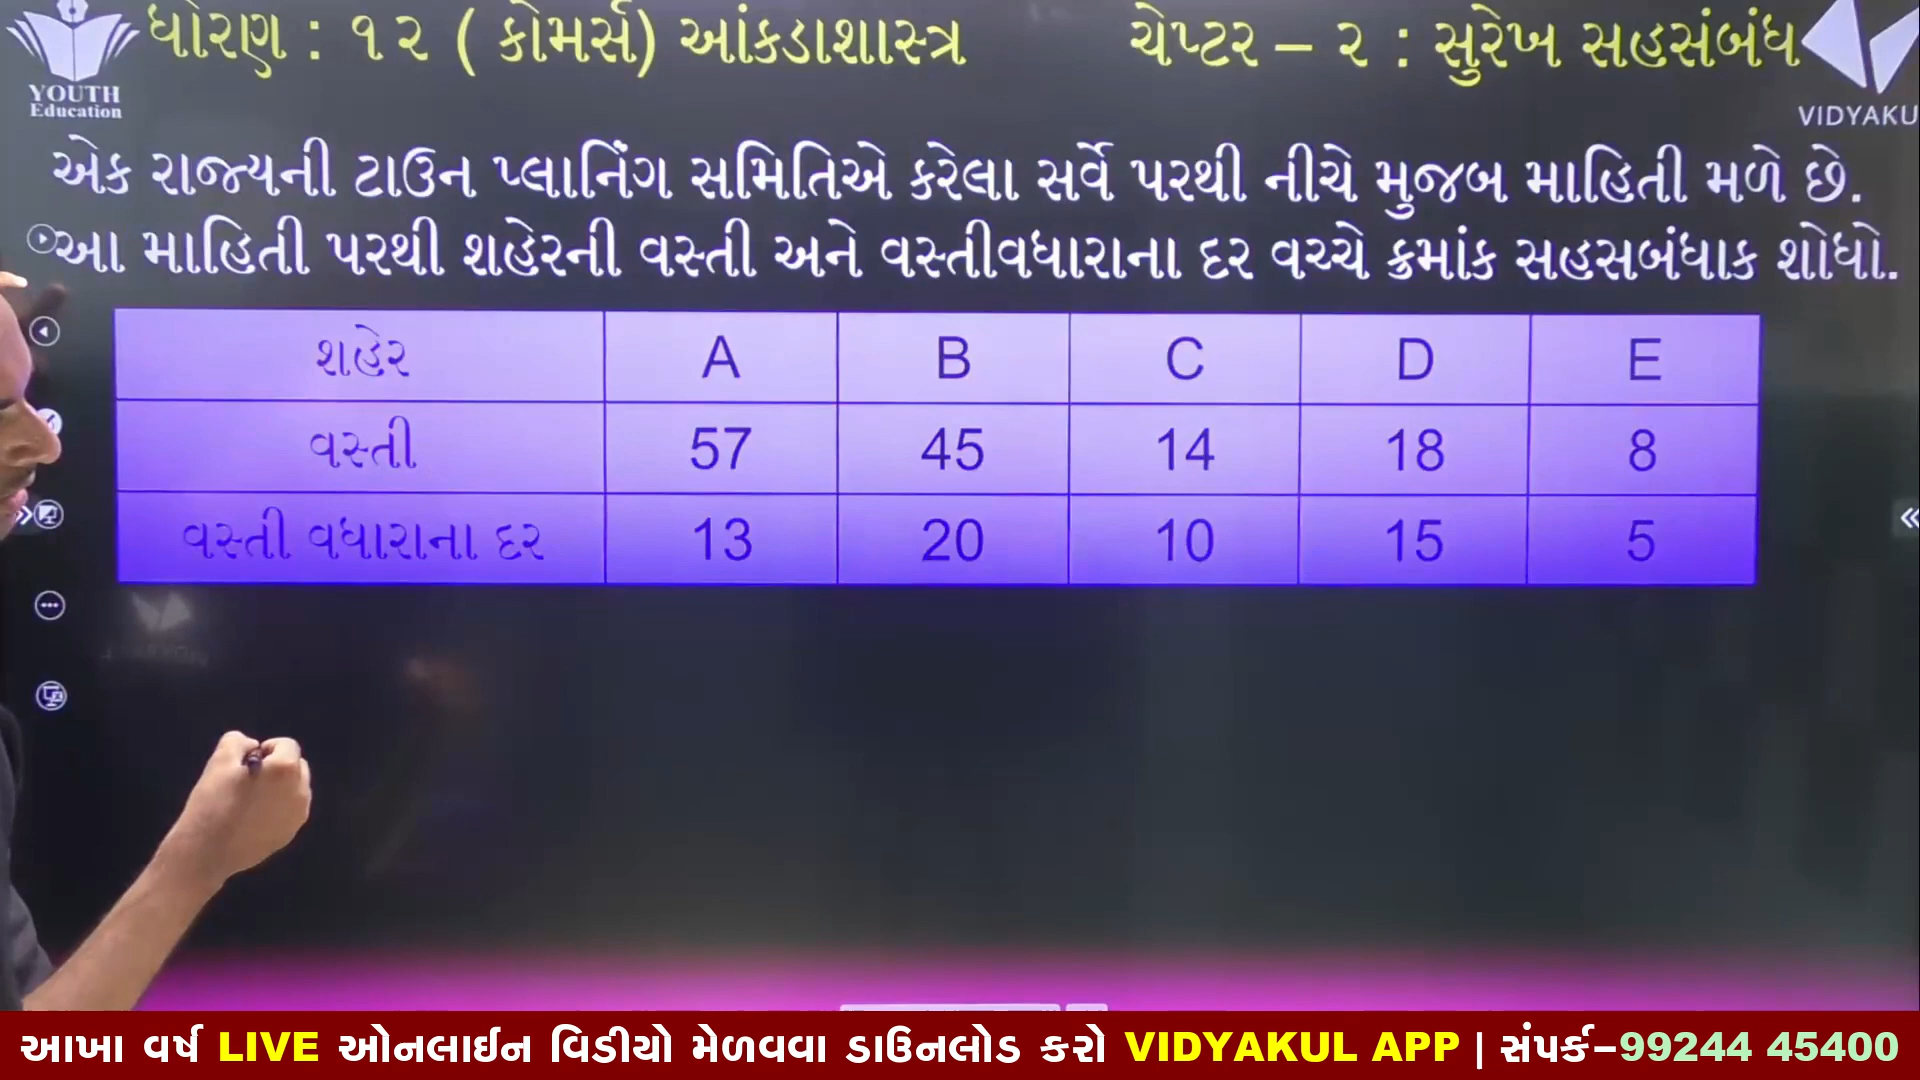 ધોરણ : ૧૨ ( કોમર્સ) આંકડાશાસ્ત્ર ચેપ્ટર – ૨ : સુરેખ સહસંબંધ
YOUTH
Education
VIDYAKU
એક રાજ્યની ટાઉન પ્લાનિંગ સમિતિએ કરેલા સર્વે પરથી નીચે મુજબ માહિતી મળે છે.
આ માહિતી પરથી શહેરની વસ્તી અને વસ્તીવધારાના દર વચ્ચે ક્રમાંક સહસબંધાક શોધો.
શહેર A B C D E
વસ્તી 57 45 14 18 8
વસ્તી વધારાના દર 13 20 10 15 5
આખા વર્ષ LIVE ઓનલાઈન વિડીયો મેળવવા ડાઉનલોડ કરો VIDYAKUL APP | સંપર્ક–99244 45400